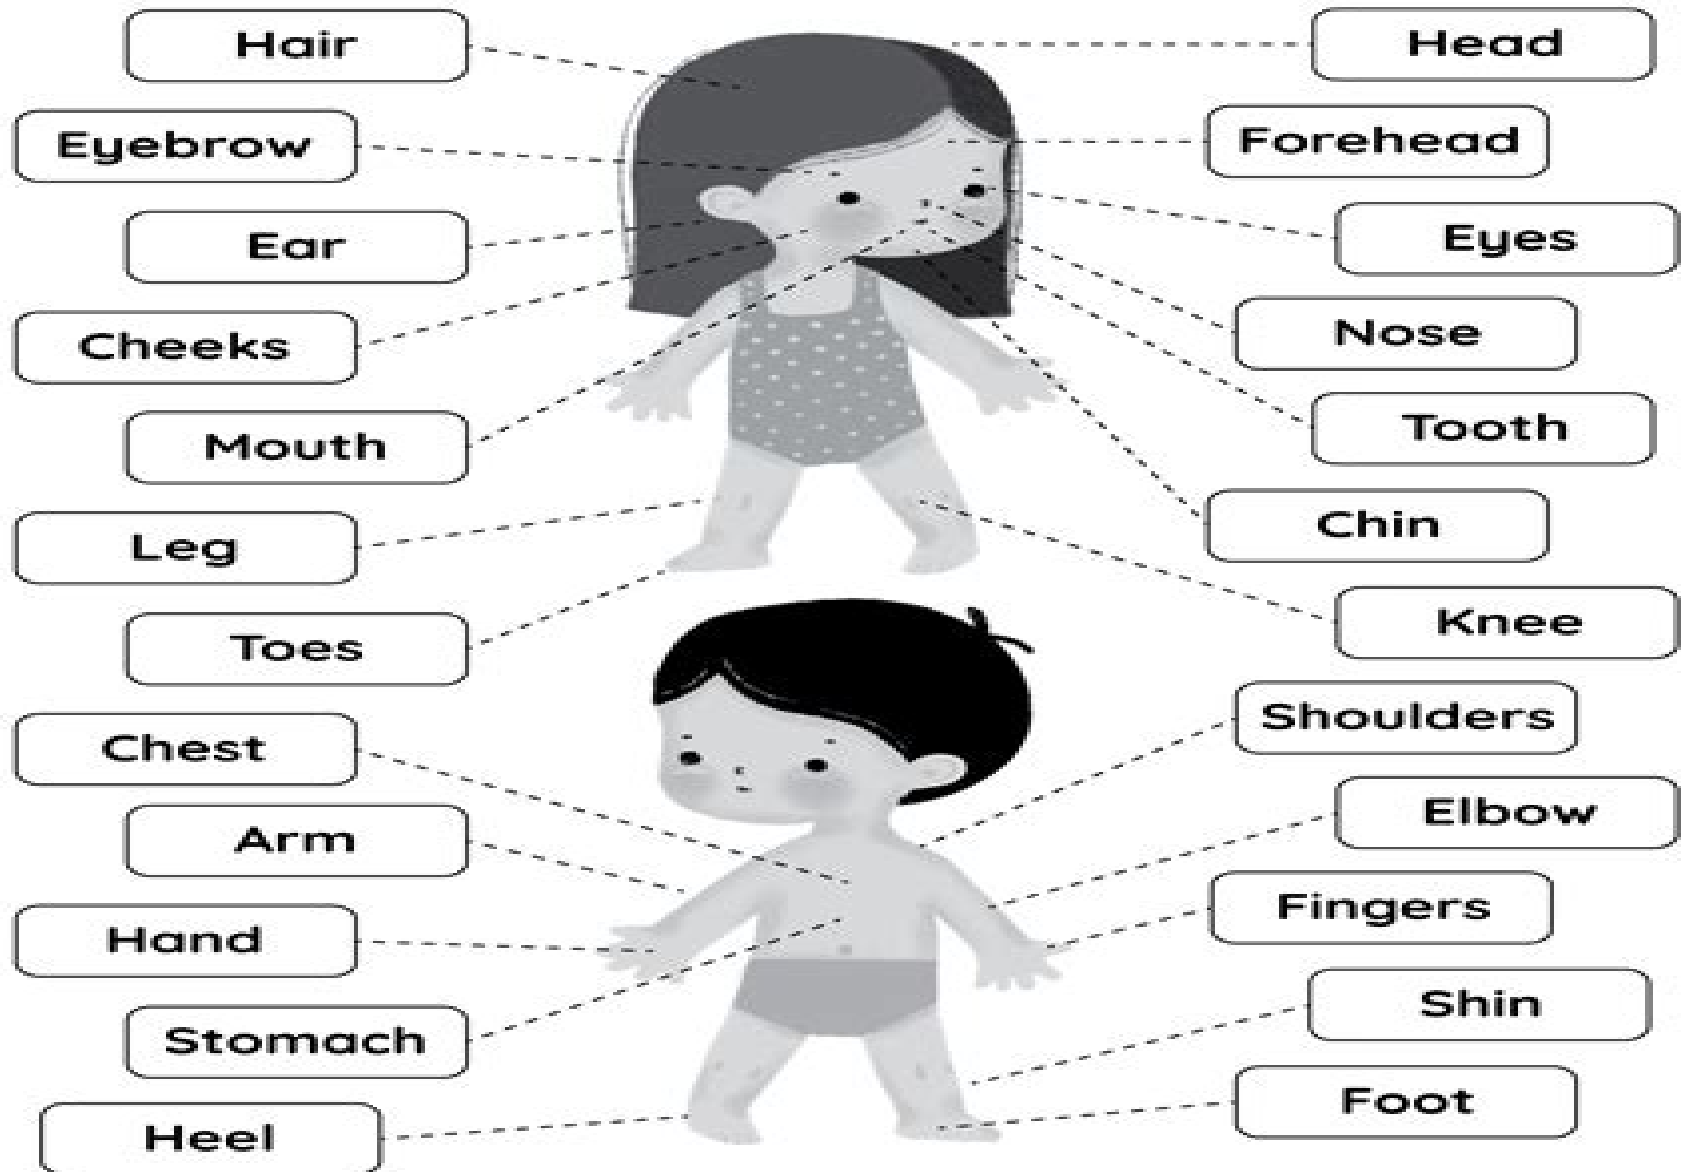 Hair
Head
Eyebrow
Forehead
Ear
Eyes
Cheeks
Nose
Mouth
Tooth
Leg
Chin
Toes
Knee
Chest
Shoulders
Arm
Elbow
Hand
Fingers
Stomach
Shin
Heel
Foot